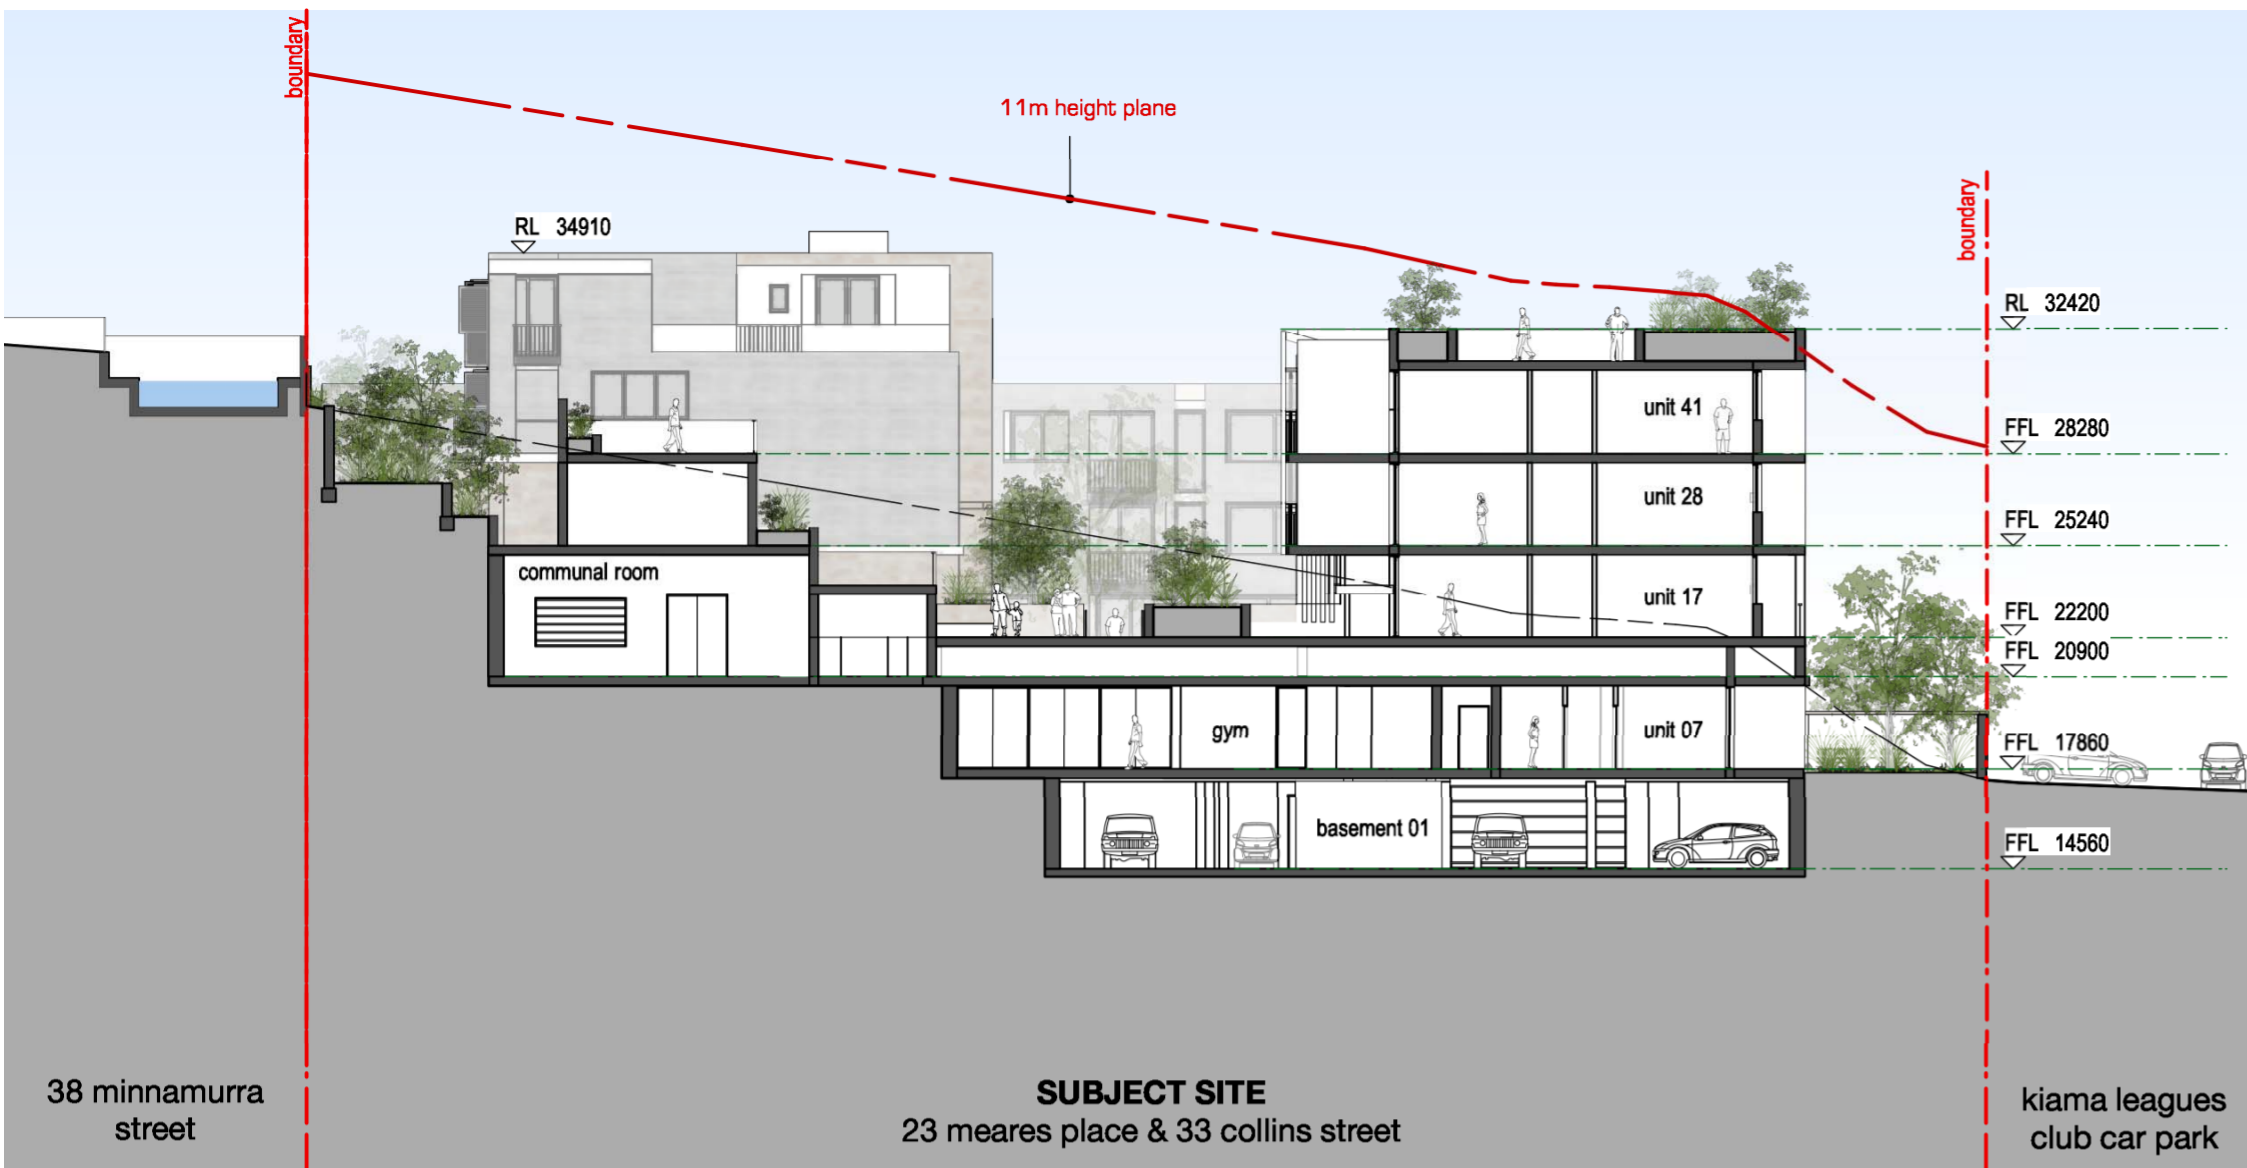 boundary
11m height plane
boundary
RL 34910
RL 32420
unit 41
FFL 28280
unit 28
FFL 25240
communal room
unit 17
FFL 22200
FFL 20900
gym
unit 07
FFL 17860
basement 01
FFL 14560
38 minnamurra
street
SUBJECT SITE
23 meares place & 33 collins street
kiama leagues
club car park